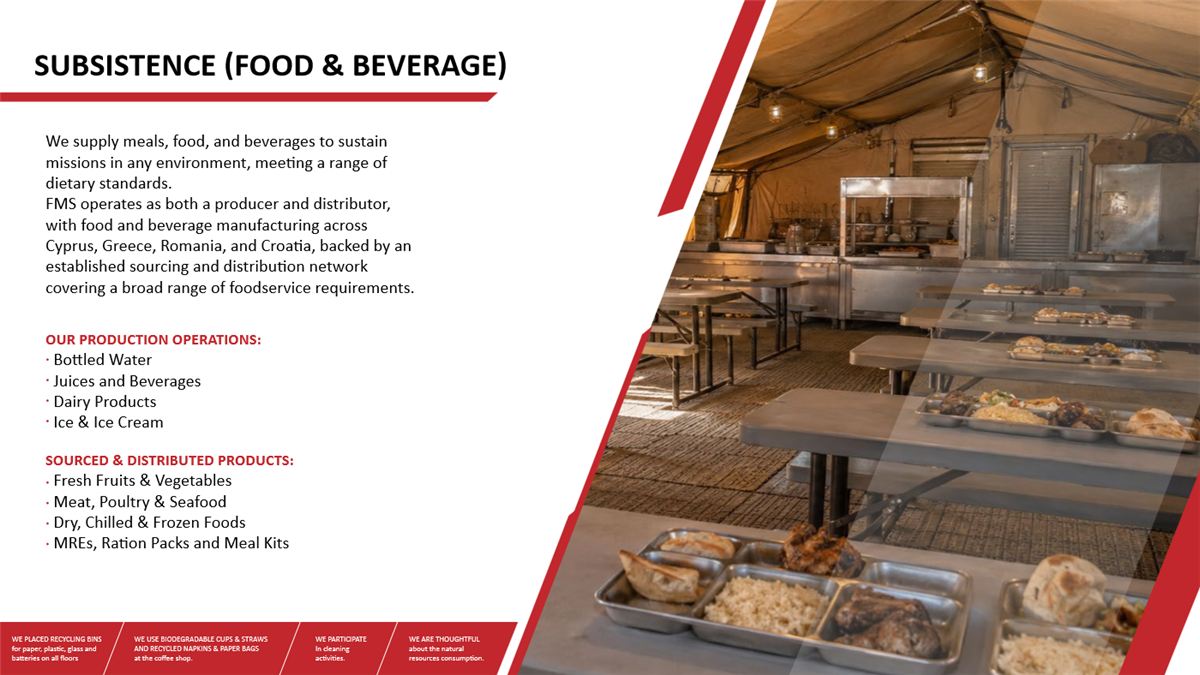 SUBSISTENCE (FOOD & BEVERAGE)
We supply meals, food, and beverages to sustain
missions in any environment, meeting a range of
dietary standards.
FMS operates as both a producer and distributor,
with food and beverage manufacturing across
Cyprus, Greece, Romania, and Croatia, backed by an
established sourcing and distribution network
covering a broad range of foodservice requirements.
OUR PRODUCTION OPERATIONS:
· Bottled Water
· Juices and Beverages
· Dairy Products
· Ice & Ice Cream
SOURCED & DISTRIBUTED PRODUCTS:
· Fresh Fruits & Vegetables
· Meat, Poultry & Seafood
· Dry, Chilled & Frozen Foods
· MREs, Ration Packs and Meal Kits
WE PLACED RECYCLING BINS
for paper, plastic, glass and
batteries on all floors
WE USE BIODEGRADABLE CUPS & STRAWS
AND RECYCLED NAPKINS & PAPER BAGS
at the coffee shop.
WE PARTICIPATE
In cleaning
activities.
WE ARE THOUGHTFUL
about the natural
resources consumption.